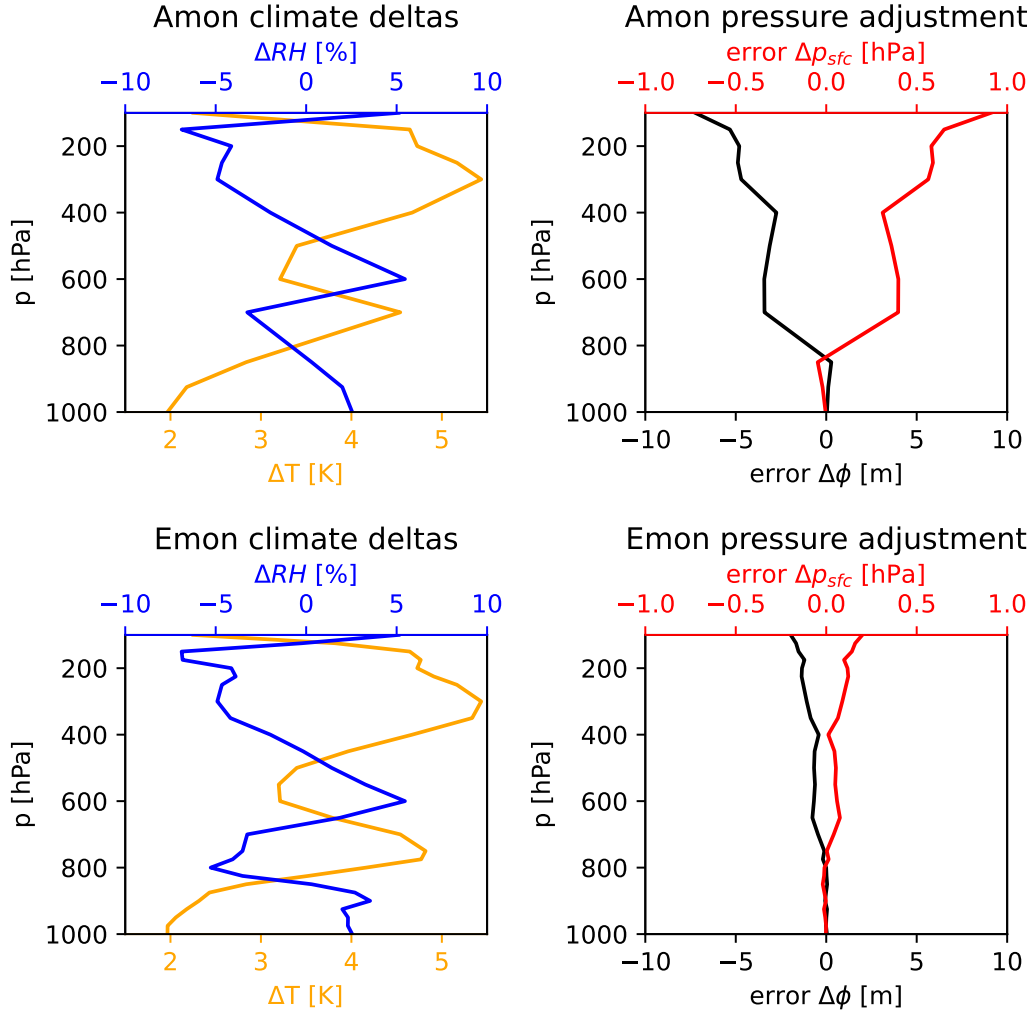 Amon climate deltas
ΔRH [%]
−10 −5 0 5 10
p [hPa]
200
400
600
800
1000
2 3 4 5
ΔT [K]
Amon pressure adjustment
error Δp_sfc [hPa]
−1.0 −0.5 0.0 0.5 1.0
p [hPa]
200
400
600
800
1000
−10 −5 0 5 10
error Δϕ [m]
Emon climate deltas
ΔRH [%]
−10 −5 0 5 10
p [hPa]
200
400
600
800
1000
2 3 4 5
ΔT [K]
Emon pressure adjustment
error Δp_sfc [hPa]
−1.0 −0.5 0.0 0.5 1.0
p [hPa]
200
400
600
800
1000
−10 −5 0 5 10
error Δϕ [m]